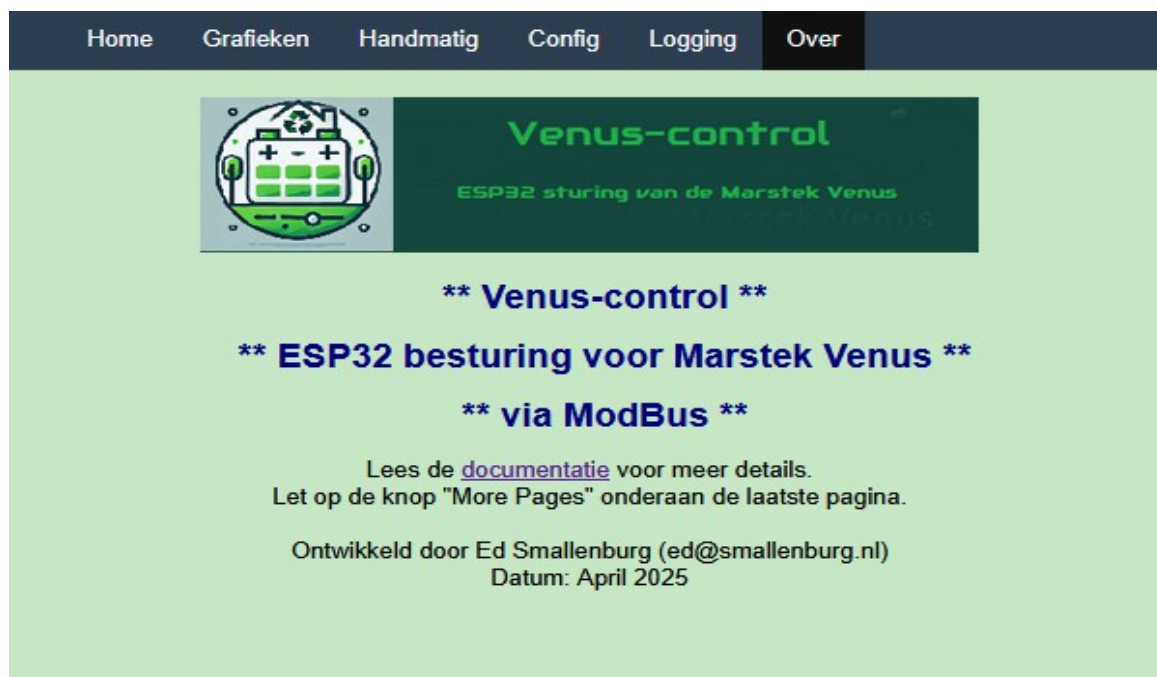 Home Grafieken Handmatig Config Logging Over
Venus-control
ESP32 sturing van de Marstek Venus
** Venus-control **
** ESP32 besturing voor Marstek Venus **
** via ModBus **
Lees de documentatie voor meer details.
Let op de knop "More Pages" onderaan de laatste pagina.
Ontwikkeld door Ed Smallenburg (ed@smallenburg.nl)
Datum: April 2025